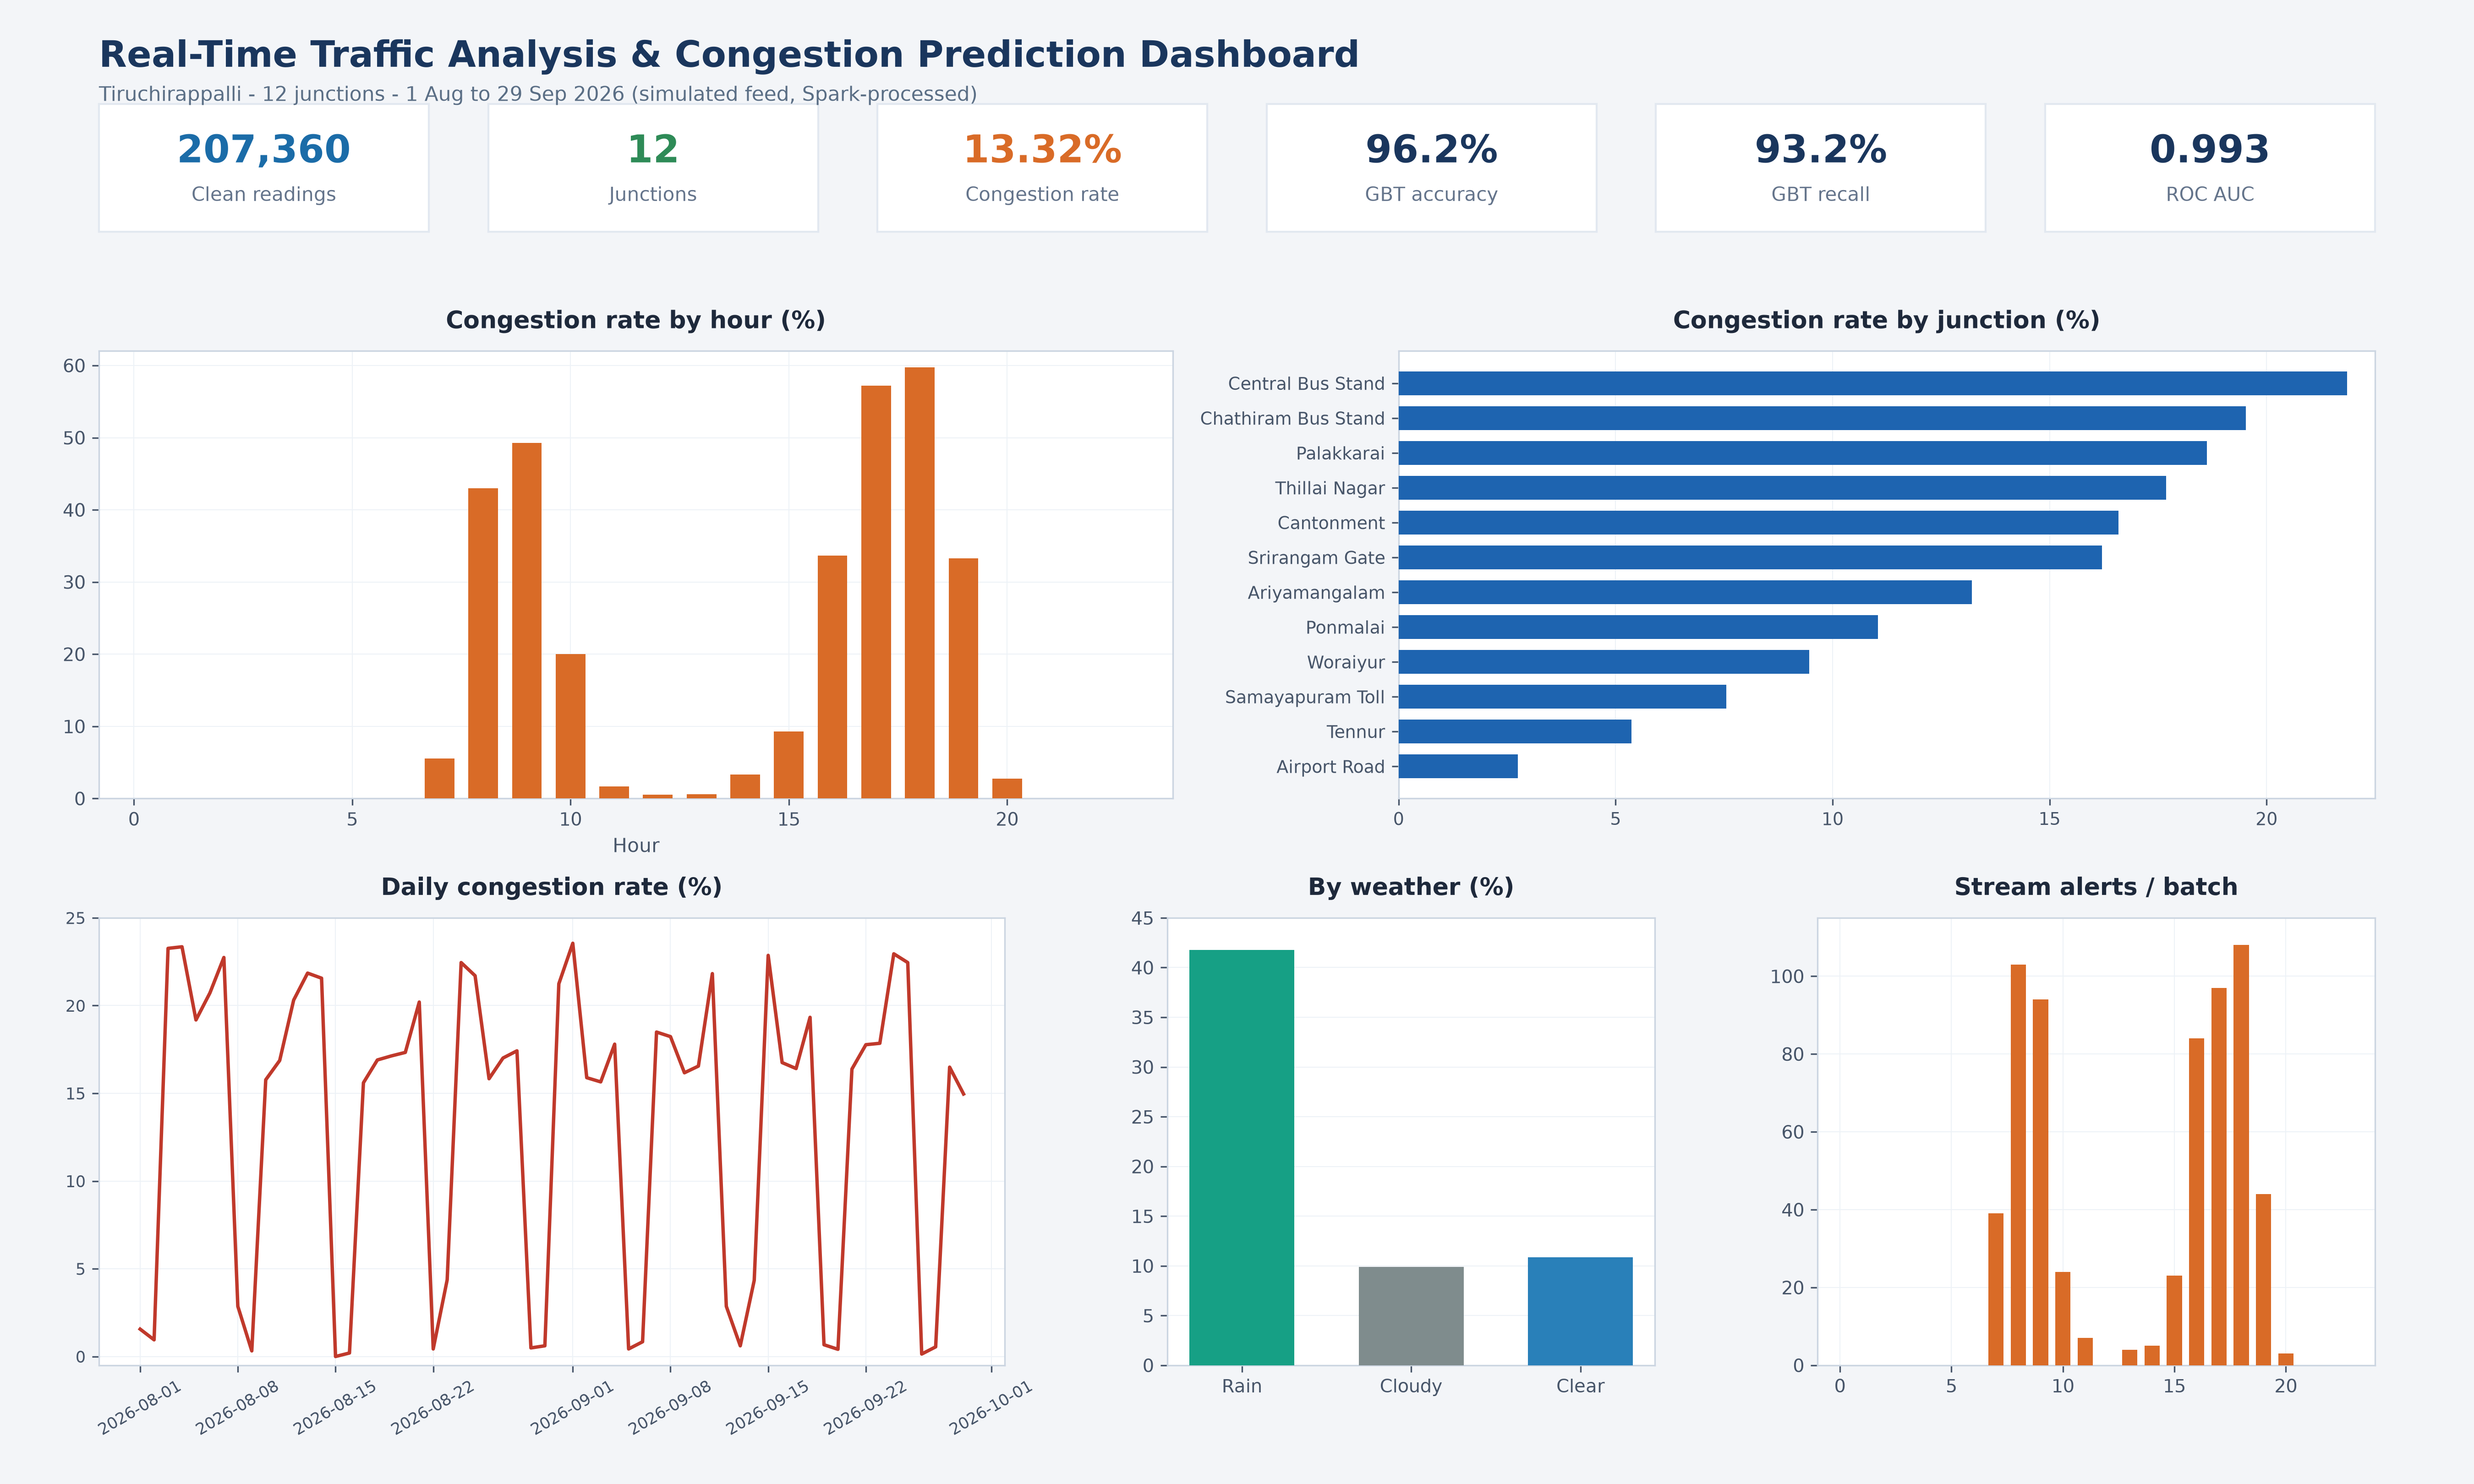 Real-Time Traffic Analysis & Congestion Prediction Dashboard
Tiruchirappalli - 12 junctions - 1 Aug to 29 Sep 2026 (simulated feed, Spark-processed)
207,360
Clean readings
12
Junctions
13.32%
Congestion rate
96.2%
GBT accuracy
93.2%
GBT recall
0.993
ROC AUC
Congestion rate by hour (%)
60
50
40
30
20
10
0
0 5 10 15 20
Hour
Congestion rate by junction (%)
Central Bus Stand
Chathiram Bus Stand
Palakkarai
Thillai Nagar
Cantonment
Srirangam Gate
Ariyamangalam
Ponmalai
Woraiyur
Samayapuram Toll
Tennur
Airport Road
0 5 10 15 20
Daily congestion rate (%)
25
20
15
10
5
0
2026-08-01 2026-08-08 2026-08-15 2026-08-22 2026-09-01 2026-09-08 2026-09-15 2026-09-22 2026-10-01
By weather (%)
45
40
35
30
25
20
15
10
5
0
Rain Cloudy Clear
Stream alerts / batch
100
80
60
40
20
0
0 5 10 15 20